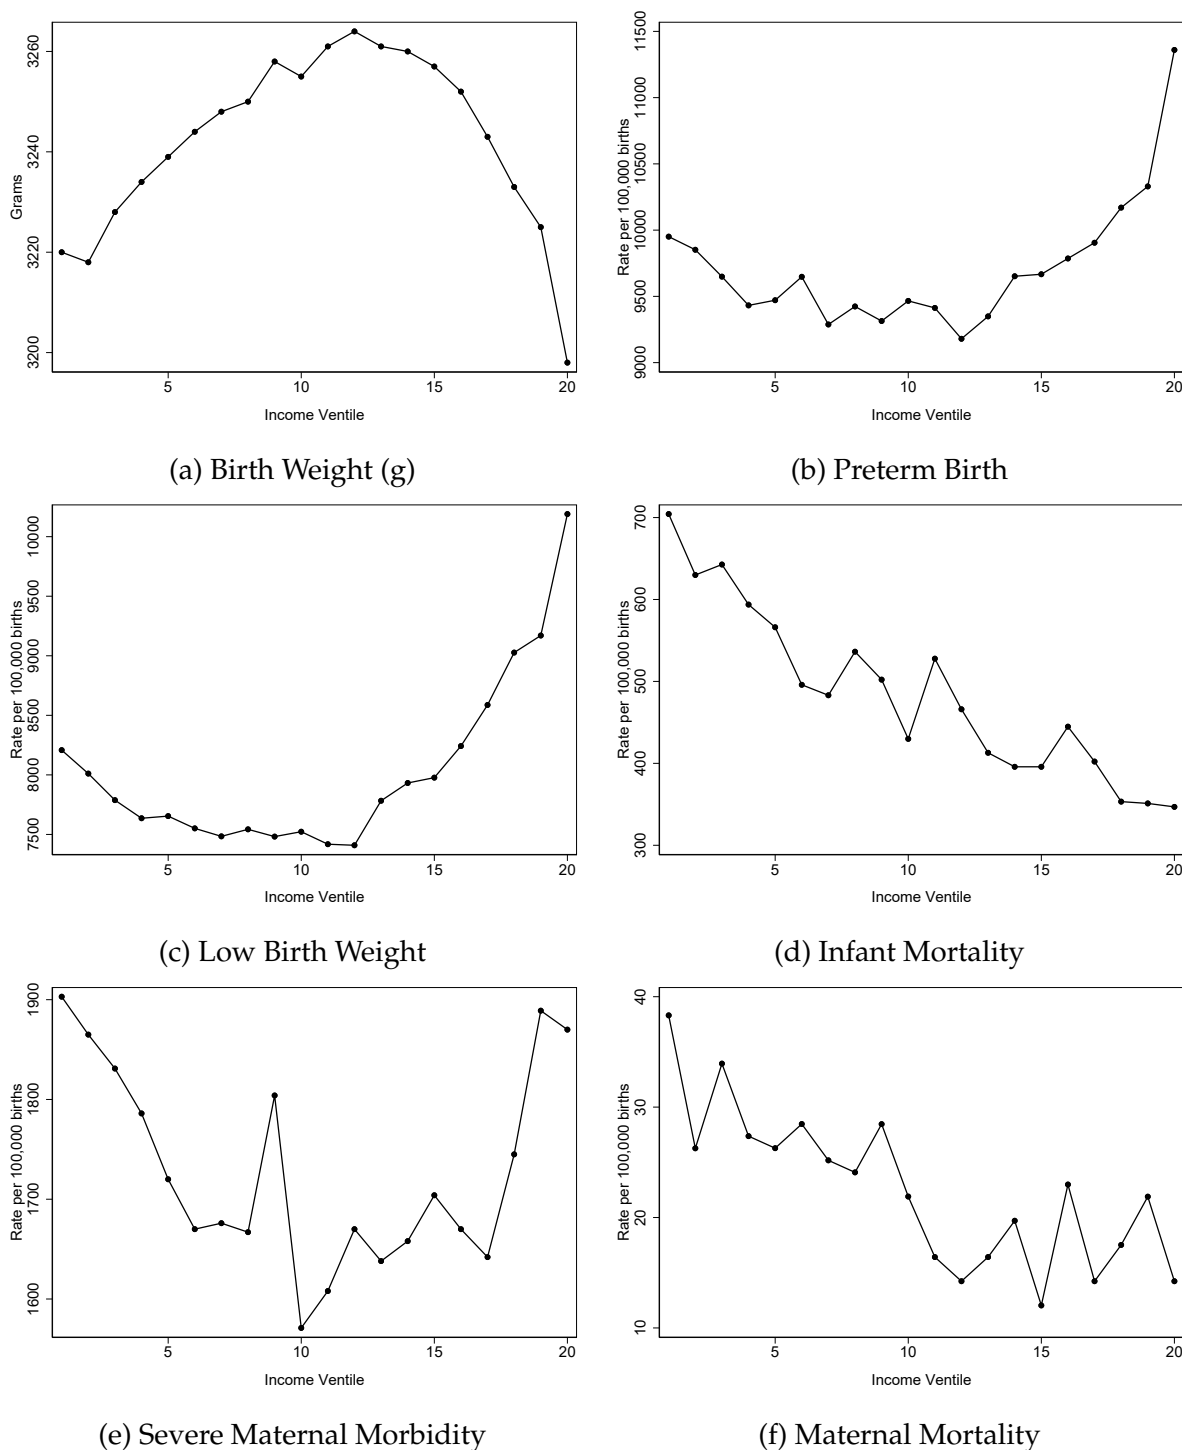 3200 3220 3240 3260
Grams
5 10 15 20
Income Ventile
(a) Birth Weight (g)
9000 9500 10000 10500 11000 11500
Rate per 100,000 births
5 10 15 20
Income Ventile
(b) Preterm Birth
7500 8000 8500 9000 9500 10000
Rate per 100,000 births
5 10 15 20
Income Ventile
(c) Low Birth Weight
300 400 500 600 700
Rate per 100,000 births
5 10 15 20
Income Ventile
(d) Infant Mortality
1600 1700 1800 1900
Rate per 100,000 births
5 10 15 20
Income Ventile
(e) Severe Maternal Morbidity
10 20 30 40
Rate per 100,000 births
5 10 15 20
Income Ventile
(f) Maternal Mortality